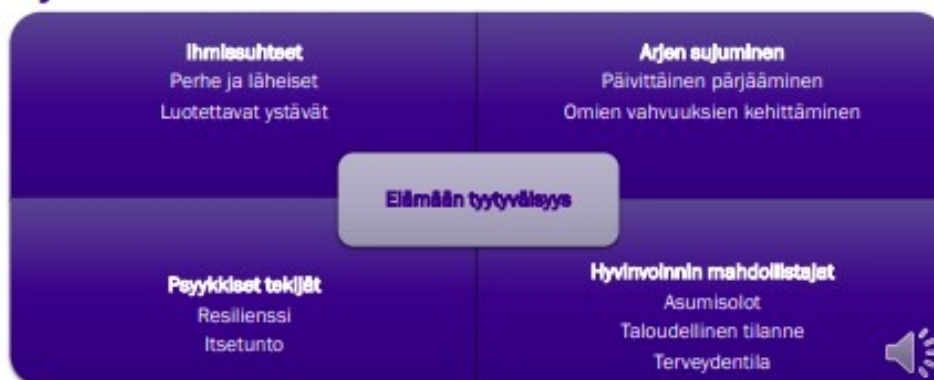 Ihmissuhteet
Perhe ja läheiset
Luotettavat ystävät
Arjen sujuminen
Päivittäinen pärjääminen
Omien vahvuuksien kehittäminen
Elämään tyytyväisyys
Psyykkiset tekijät
Resilienssi
Itsetunto
Hyvinvoinnin mahdollistajat
Asumisolot
Taloudellinen tilanne
Terveydentila